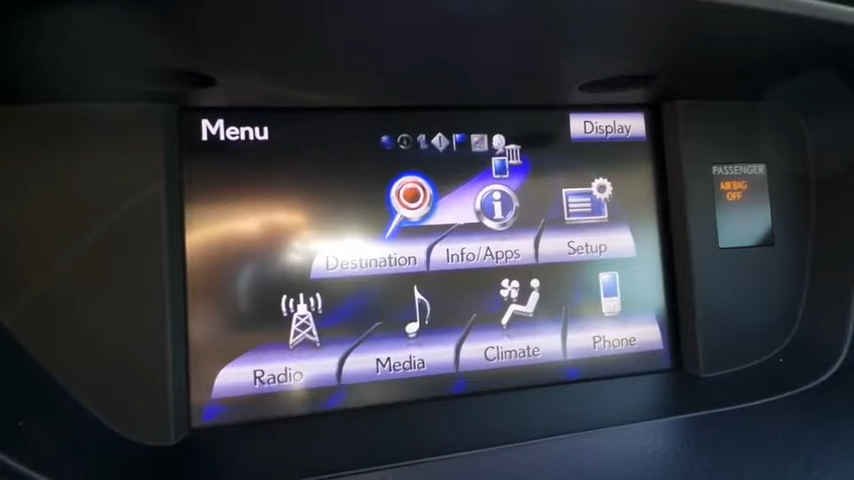 Menu
Display
Destination
Info/Apps
Setup
Radio
Media
Climate
Phone
PASSENGER
AIR BAG
OFF